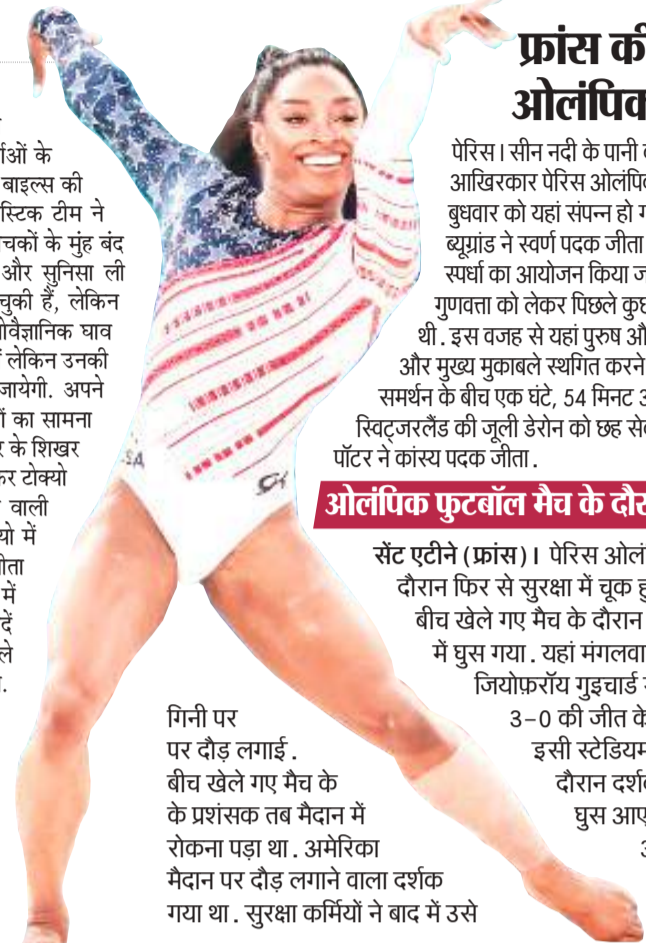 फ्रांस की
ओलंपिक
ओं के
बाइल्स की
स्टिक टीम ने
चकों के मुंह बंद
और सुनिसा ली
चुकी हैं, लेकिन
वैज्ञानिक घाव
लेकिन उनकी
जायेगी. अपने
का सामना
के शिखर
टोक्यो
वाली
में
में
पेरिस। सीन नदी के पानी
आखिरकार पेरिस ओलंपि
बुधवार को यहां संपन्न हो
ब्यूग्रांड ने स्वर्ण पदक जीता
स्पर्धा का आयोजन किया
गुणवत्ता को लेकर पिछले कुछ
थी. इस वजह से यहां पुरुष औ
और मुख्य मुकाबले स्थगित करने
समर्थन के बीच एक घंटे, 54 मिनट
स्विट्जरलैंड की जूली डेरोन को छह से
पॉटर ने कांस्य पदक जीता.
ओलंपिक फुटबॉल मैच के दौर
सेंट एटीने (फ्रांस)। पेरिस ओलं
दौरान फिर से सुरक्षा में चूक हु
बीच खेले गए मैच के दौरान
में घुस गया. यहां मंगलवा
जियोफ़रॉय गुइचार्ड
3-0 की जीत के
इसी स्टेडियम
दौरान दर्श
घुस आए
गिनी पर
पर दौड़ लगाई.
बीच खेले गए मैच के
के प्रशंसक तब मैदान में
रोकना पड़ा था. अमेरिका
मैदान पर दौड़ लगाने वाला दर्शक
गया था. सुरक्षा कर्मियों ने बाद में उसे